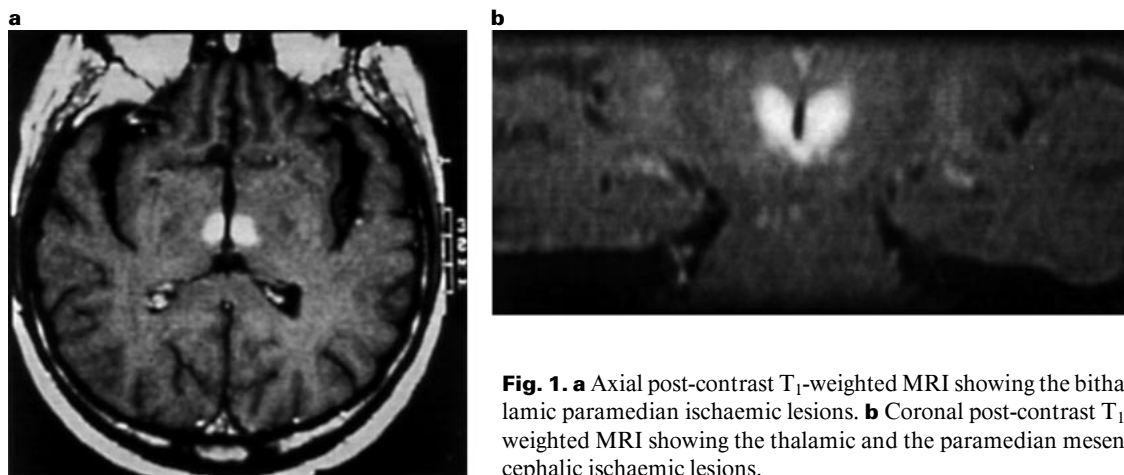 a
b
Fig. 1. a Axial post-contrast T1-weighted MRI showing the bitha
lamic paramedian ischaemic lesions. b Coronal post-contrast T1
weighted MRI showing the thalamic and the paramedian mesen
cephalic ischaemic lesions.